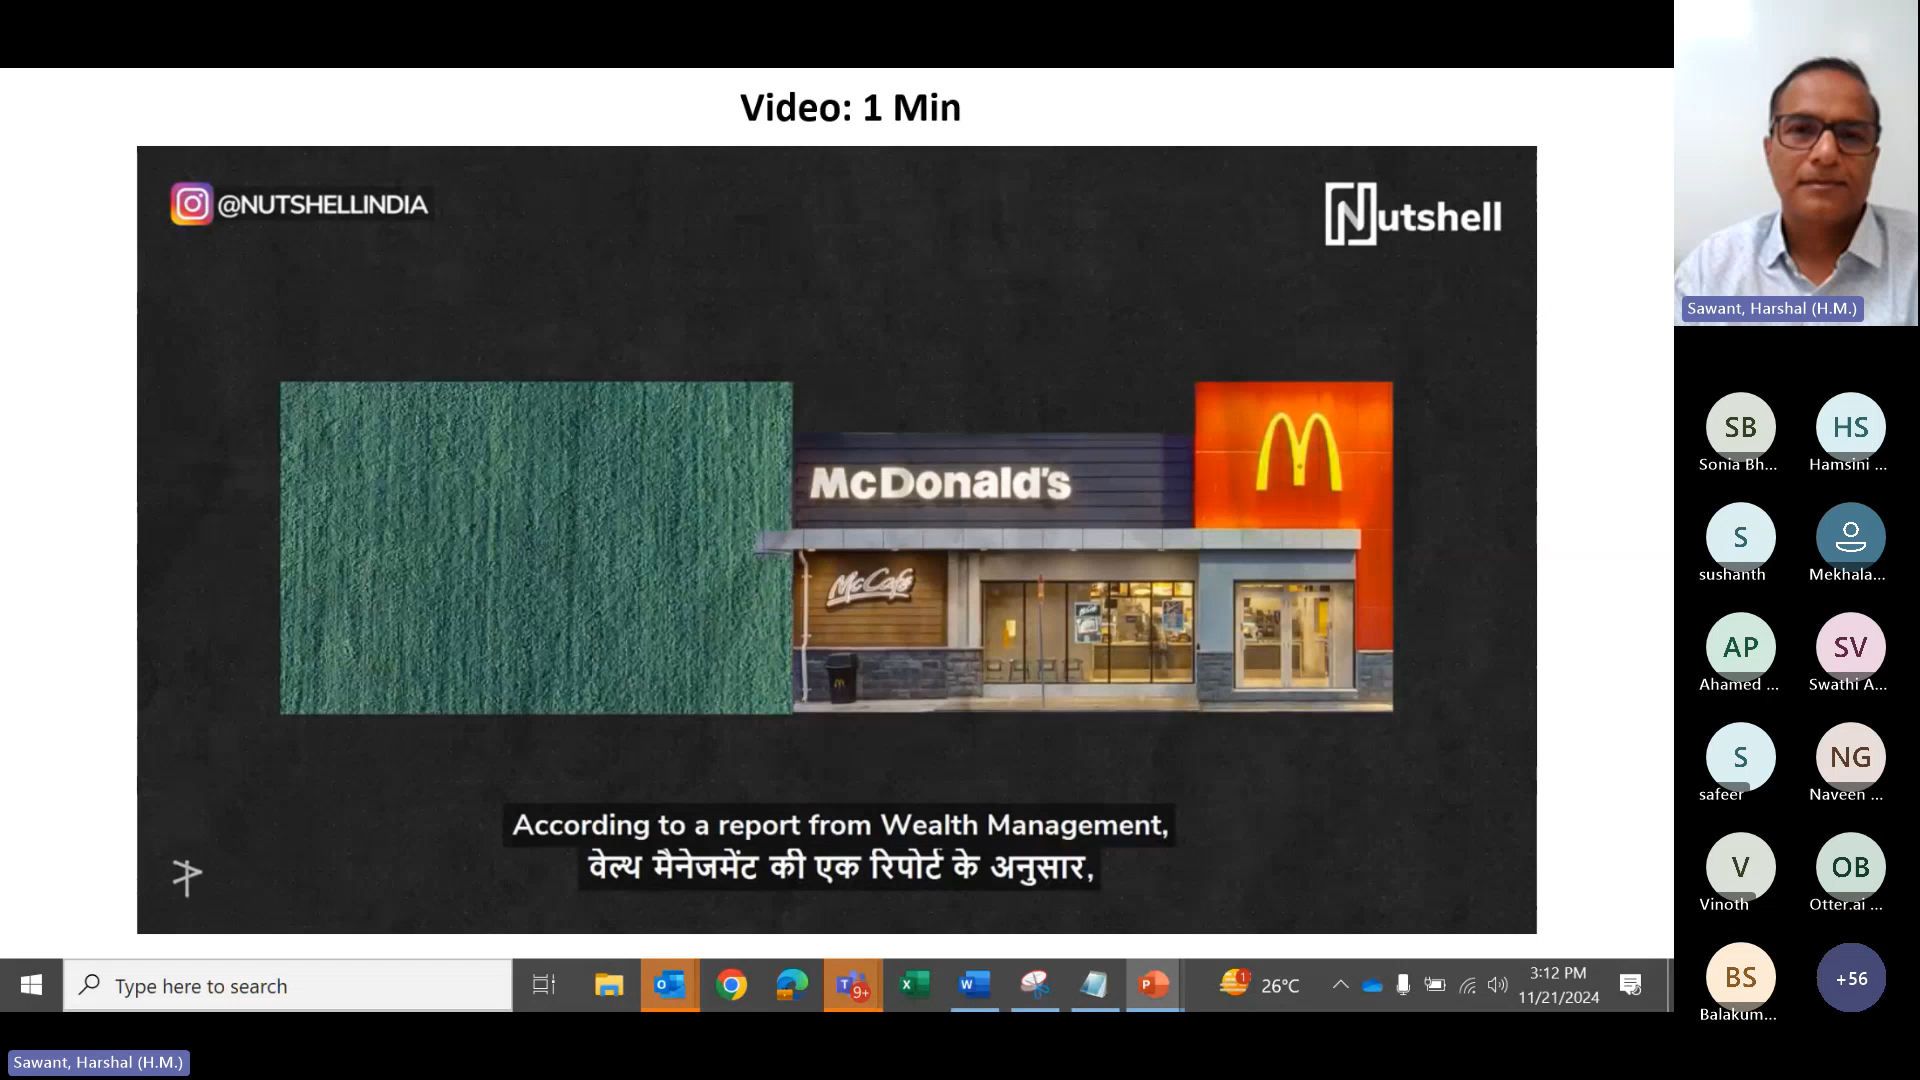 Video: 1 Min
@NUTSHELLINDIA
Nutshell
McDonald's
McCafé
According to a report from Wealth Management,
वेल्थ मैनेजमेंट की एक रिपोर्ट के अनुसार,
Sawant, Harshal (H.M.)
SB
HS
Sonia Bh...
Hamsini ...
S
sushanth
Mekhala...
AP
SV
Ahamed ...
Swathi A...
S
NG
safeer
Naveen ...
V
OB
Vinoth
Otter.ai ...
BS
+56
Balakum...
Type here to search
9+
1
26°C
3:12 PM
11/21/2024
Sawant, Harshal (H.M.)